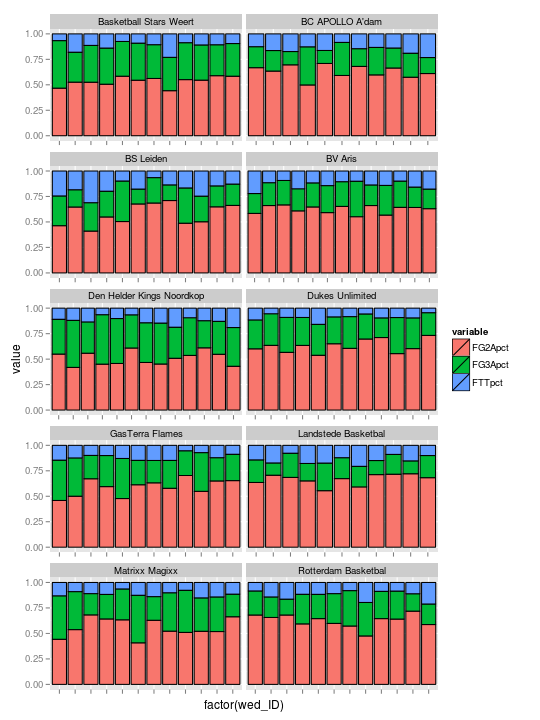 Basketball Stars Weert
BC APOLLO A'dam
1.00
0.75
0.50
0.25
0.00
BS Leiden
BV Aris
1.00
0.75
0.50
0.25
0.00
Den Helder Kings Noordkop
Dukes Unlimited
1.00
0.75
0.50
0.25
0.00
GasTerra Flames
Landstede Basketbal
1.00
0.75
0.50
0.25
0.00
Matrixx Magixx
Rotterdam Basketbal
1.00
0.75
0.50
0.25
0.00
value
factor(wed_ID)
variable
FG2Apct
FG3Apct
FTTpct